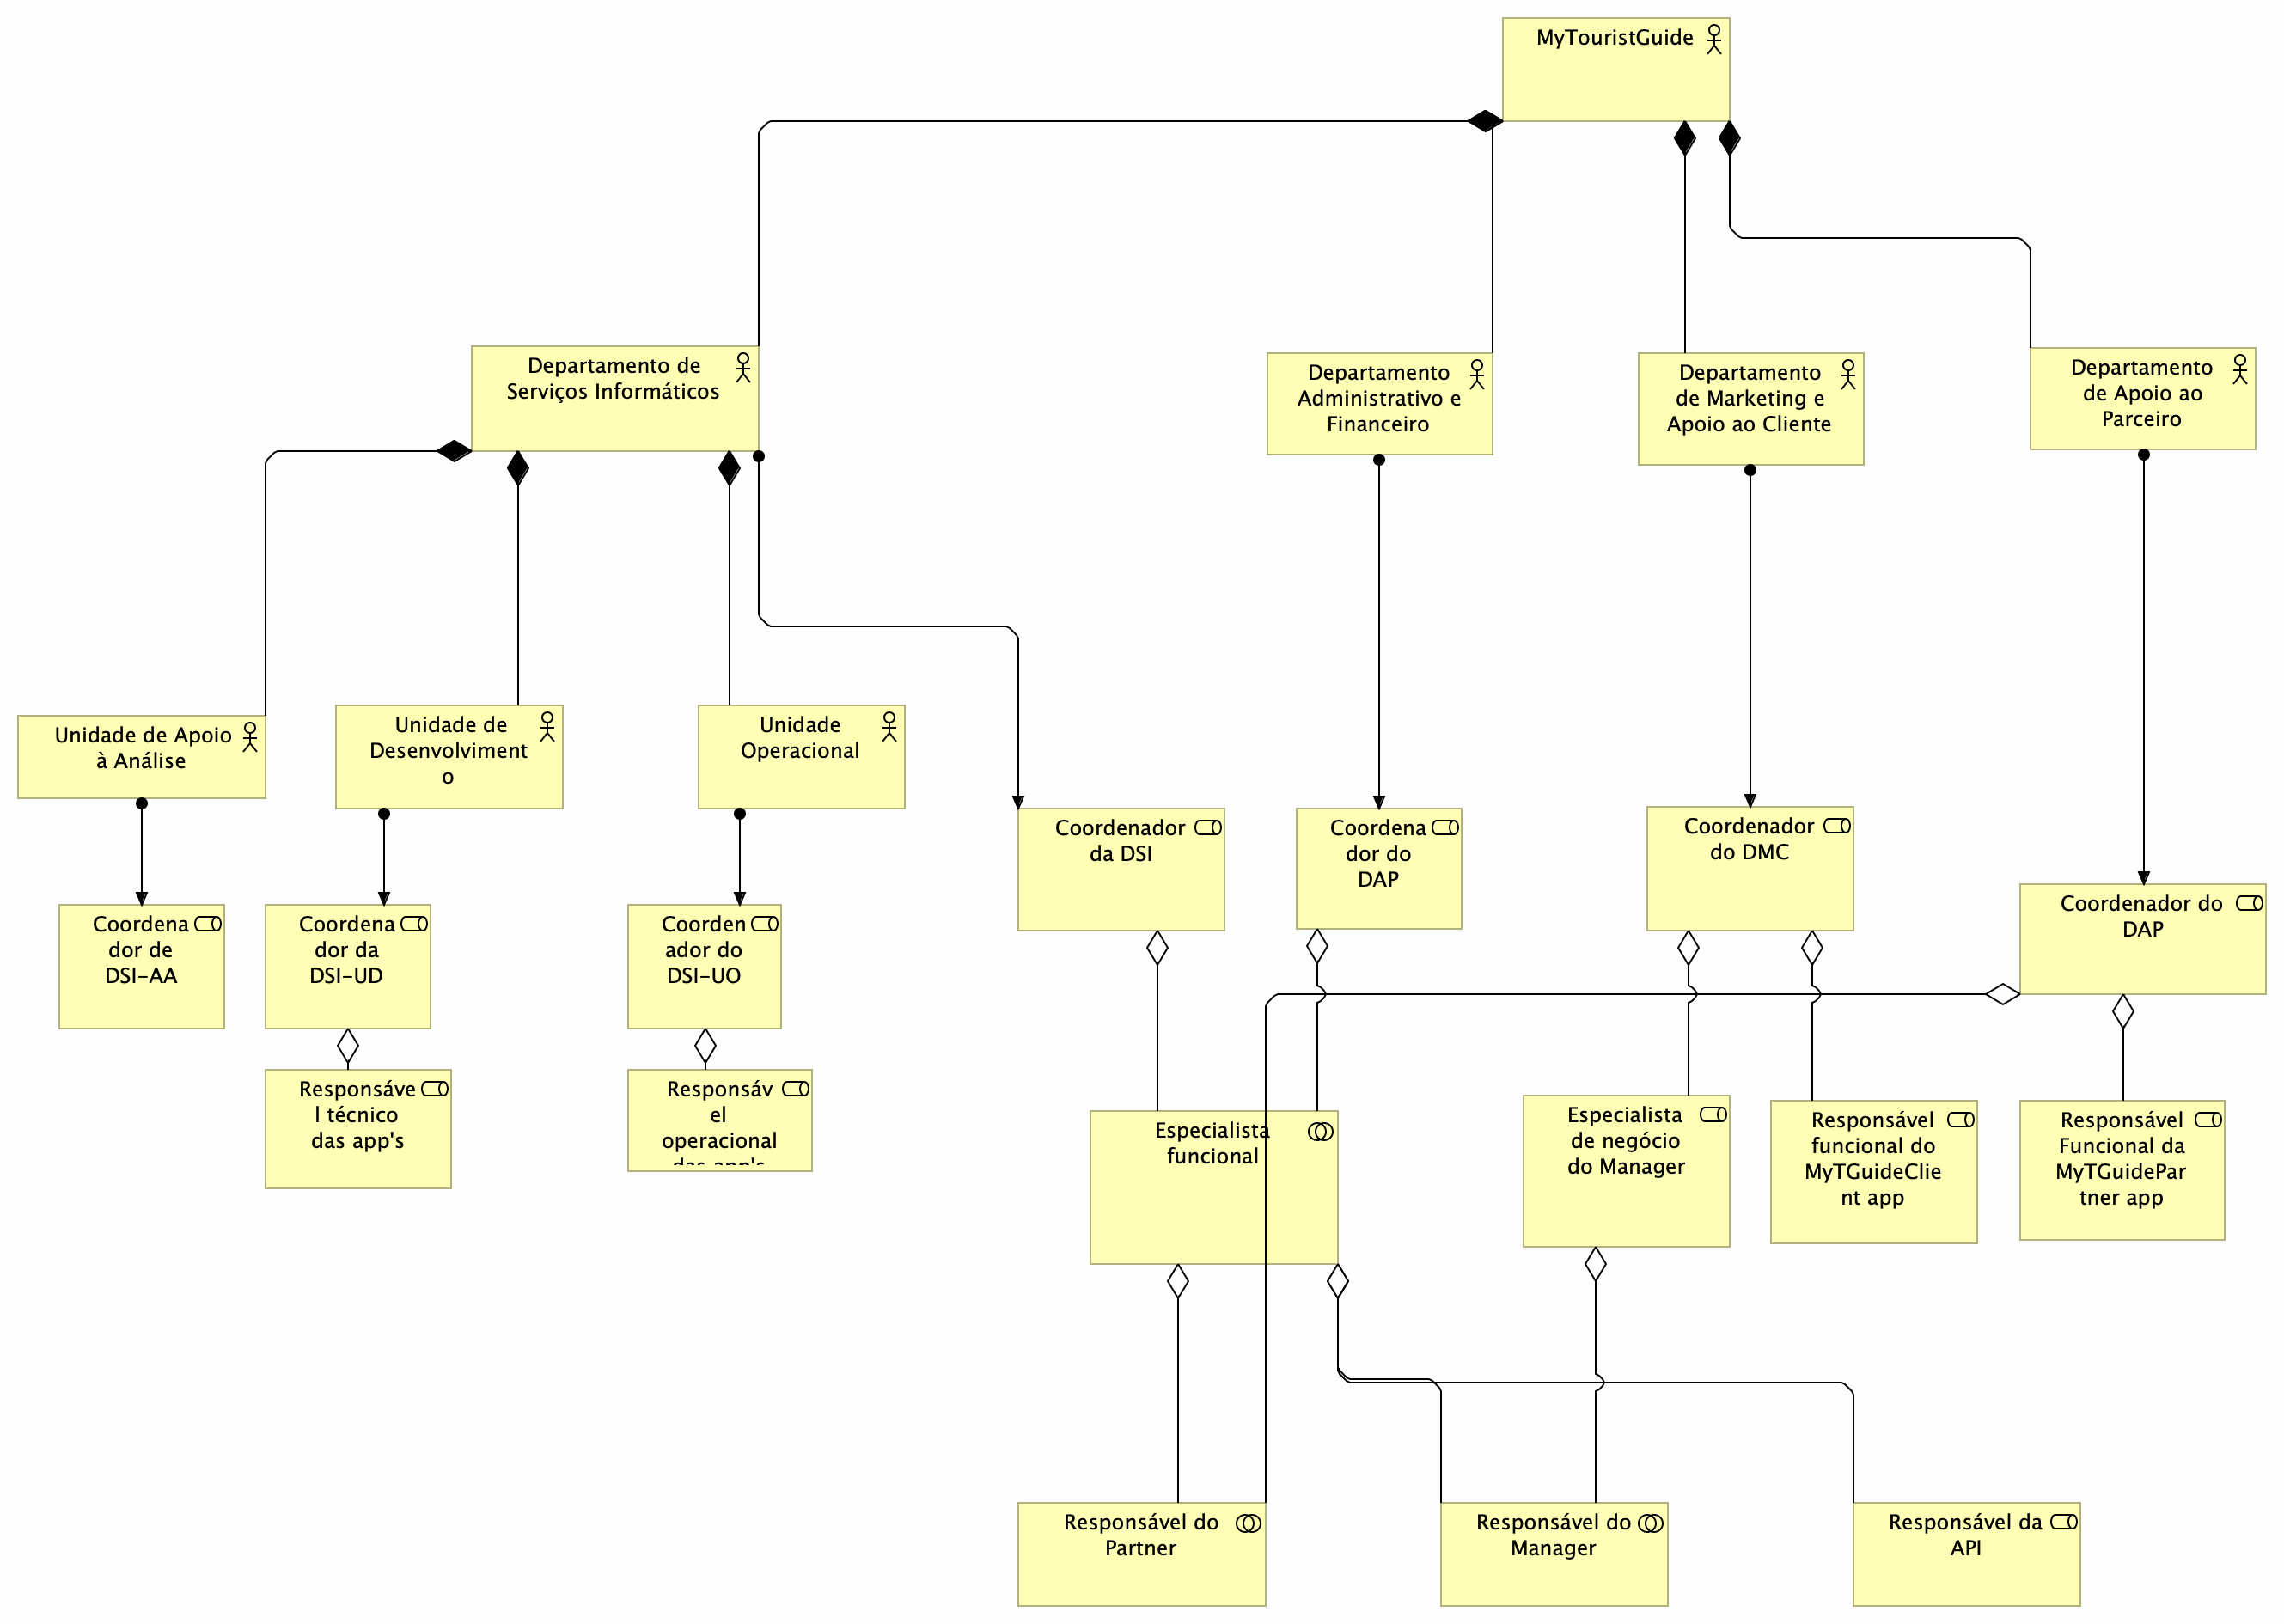 MyTouristGuide
Departamento de
Serviços Informáticos
Departamento
Administrativo e
Financeiro
Departamento
de Marketing e
Apoio ao Cliente
Departamento
de Apoio ao
Parceiro
Unidade de Apoio
à Análise
Unidade de
Desenvolviment
o
Unidade
Operacional
Coordenador
da DSI
Coordena
dor do
DAP
Coordenador
do DMC
Coordenador do
DAP
Coordena
dor de
DSI-AA
Coordena
dor da
DSI-UD
Coorden
ador do
DSI-UO
Responsáve
l técnico
das app's
Responsáv
el
operacional
das app's
Especialista
funcional
Especialista
de negócio
do Manager
Responsável
funcional do
MyTGuideClie
nt app
Responsável
Funcional da
MyTGuidePar
tner app
Responsável do
Partner
Responsável do
Manager
Responsável da
API